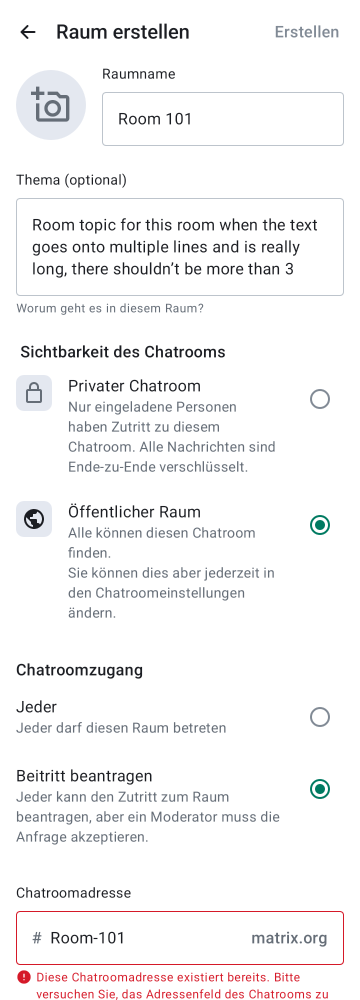 Raum erstellen
Erstellen
Raumname
Room 101
Thema (optional)
Room topic for this room when the text
goes onto multiple lines and is really
long, there shouldn’t be more than 3
Worum geht es in diesem Raum?
Sichtbarkeit des Chatrooms
Privater Chatroom
Nur eingeladene Personen
haben Zutritt zu diesem
Chatroom. Alle Nachrichten sind
Ende-zu-Ende verschlüsselt.
Öffentlicher Raum
Alle können diesen Chatroom
finden.
Sie können dies aber jederzeit in
den Chatroomeinstellungen
ändern.
Chatroomzugang
Jeder
Jeder darf diesen Raum betreten
Beitritt beantragen
Jeder kann den Zutritt zum Raum
beantragen, aber ein Moderator muss die
Anfrage akzeptieren.
Chatroomadresse
# Room-101 matrix.org
Diese Chatroomadresse existiert bereits. Bitte
versuchen Sie, das Adressenfeld des Chatrooms zu